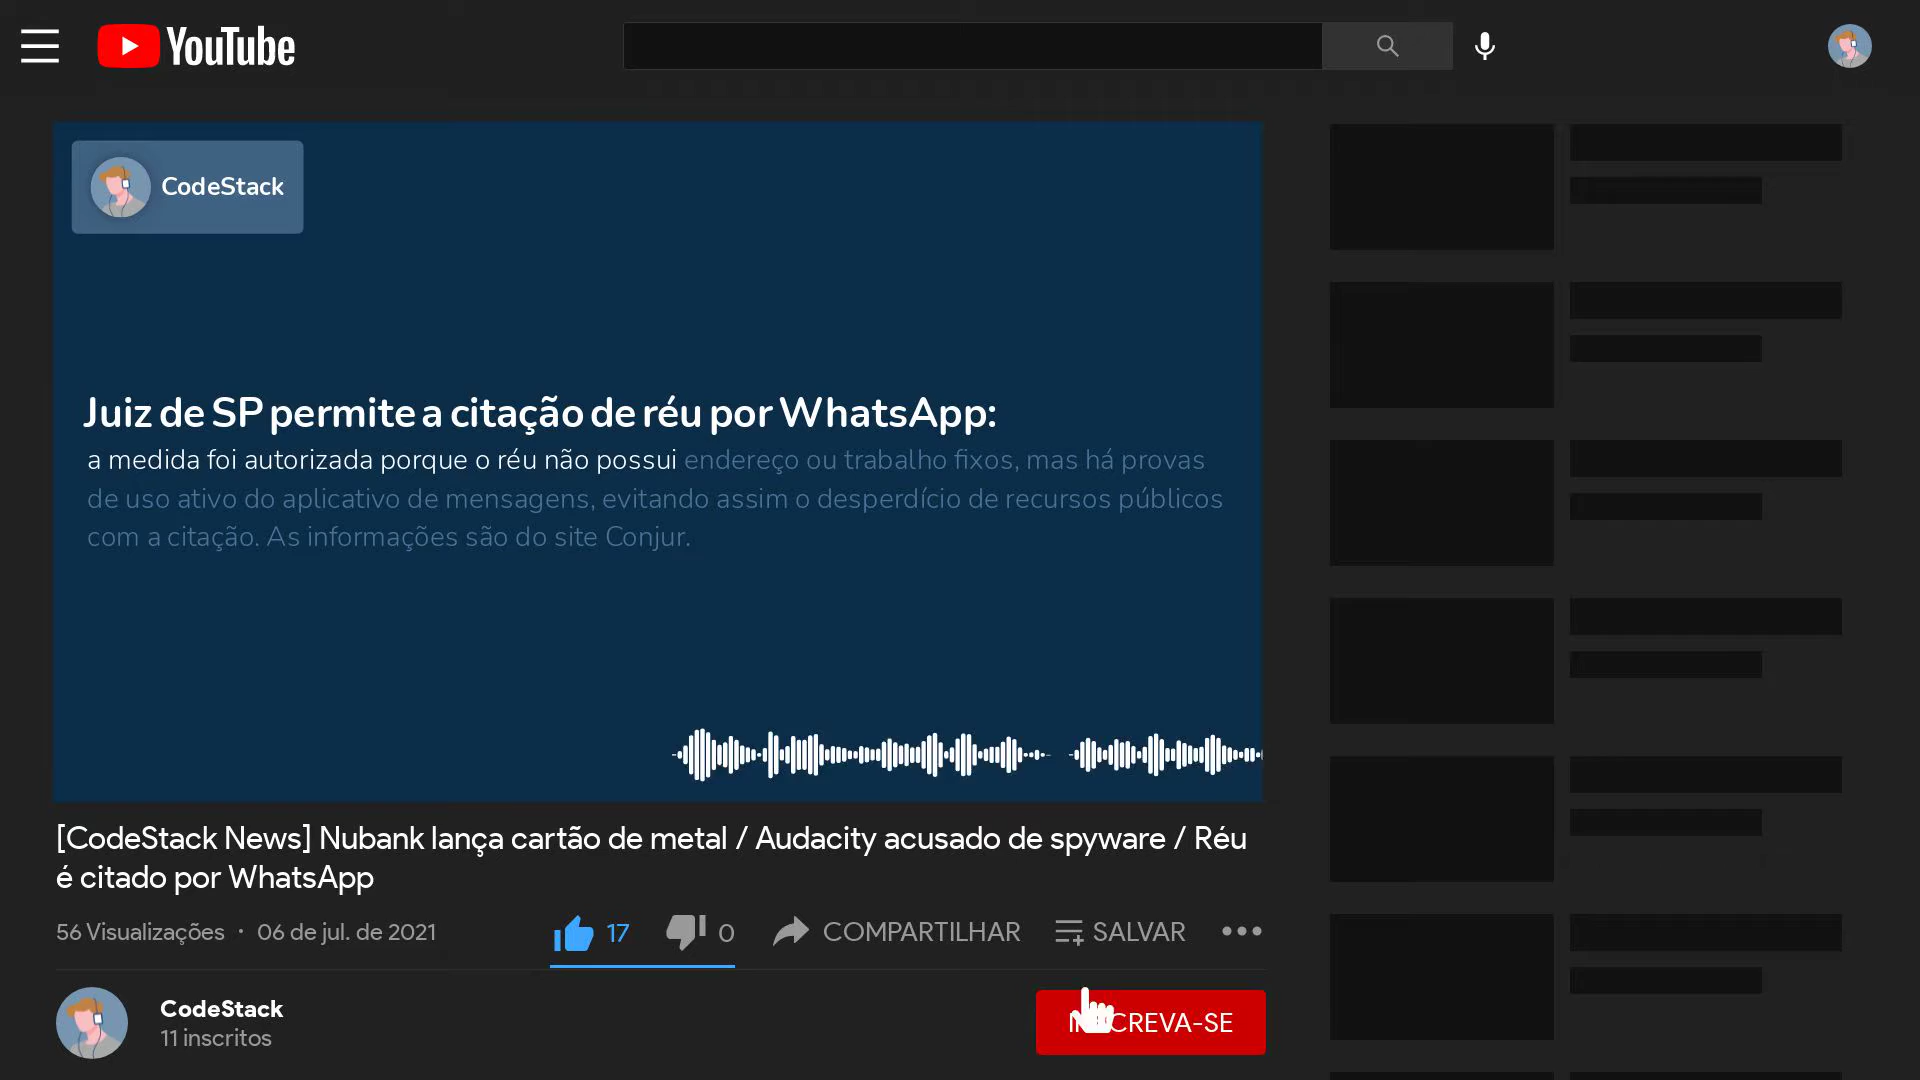 YouTube
CodeStack
Juiz de SP permite a citação de réu por WhatsApp:
a medida foi autorizada porque o réu não possui endereço ou trabalho fixos, mas há provas
de uso ativo do aplicativo de mensagens, evitando assim o desperdício de recursos públicos
com a citação. As informações são do site Conjur.
[CodeStack News] Nubank lança cartão de metal / Audacity acusado de spyware / Réu
é citado por WhatsApp
56 Visualizações · 06 de jul. de 2021
17
0
COMPARTILHAR
SALVAR
CodeStack
11 inscritos
INSCREVA-SE